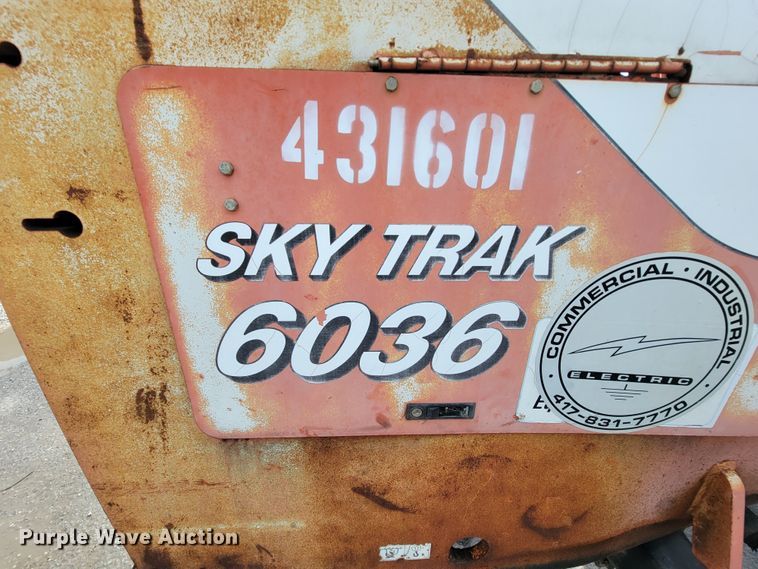 431601
SKY TRAK
6036
COMMERCIAL · INDUSTRIAL
ELECTRIC
417-831-7770
Purple Wave Auction